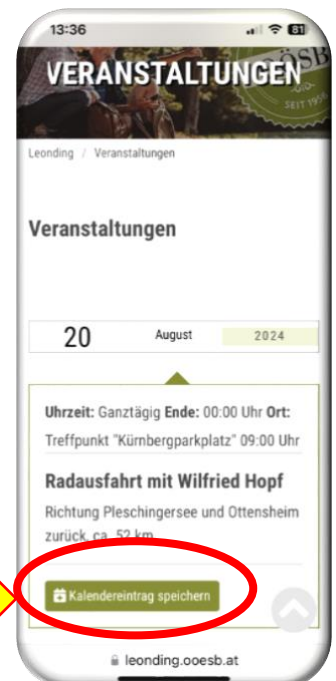 13:36
81
VERANSTALTUNGEN
OÖSB
SEIT
Leonding / Veranstaltungen
Veranstaltungen
20 August 2024
Uhrzeit: Ganztägig Ende: 00:00 Uhr Ort:
Treffpunkt "Kürnbergparkplatz" 09:00 Uhr
Radausfahrt mit Wilfried Hopf
Richtung Pleschingersee und Ottensheim
zurück, ca. 52 km
Kalendereintrag speichern
leonding.ooesb.at